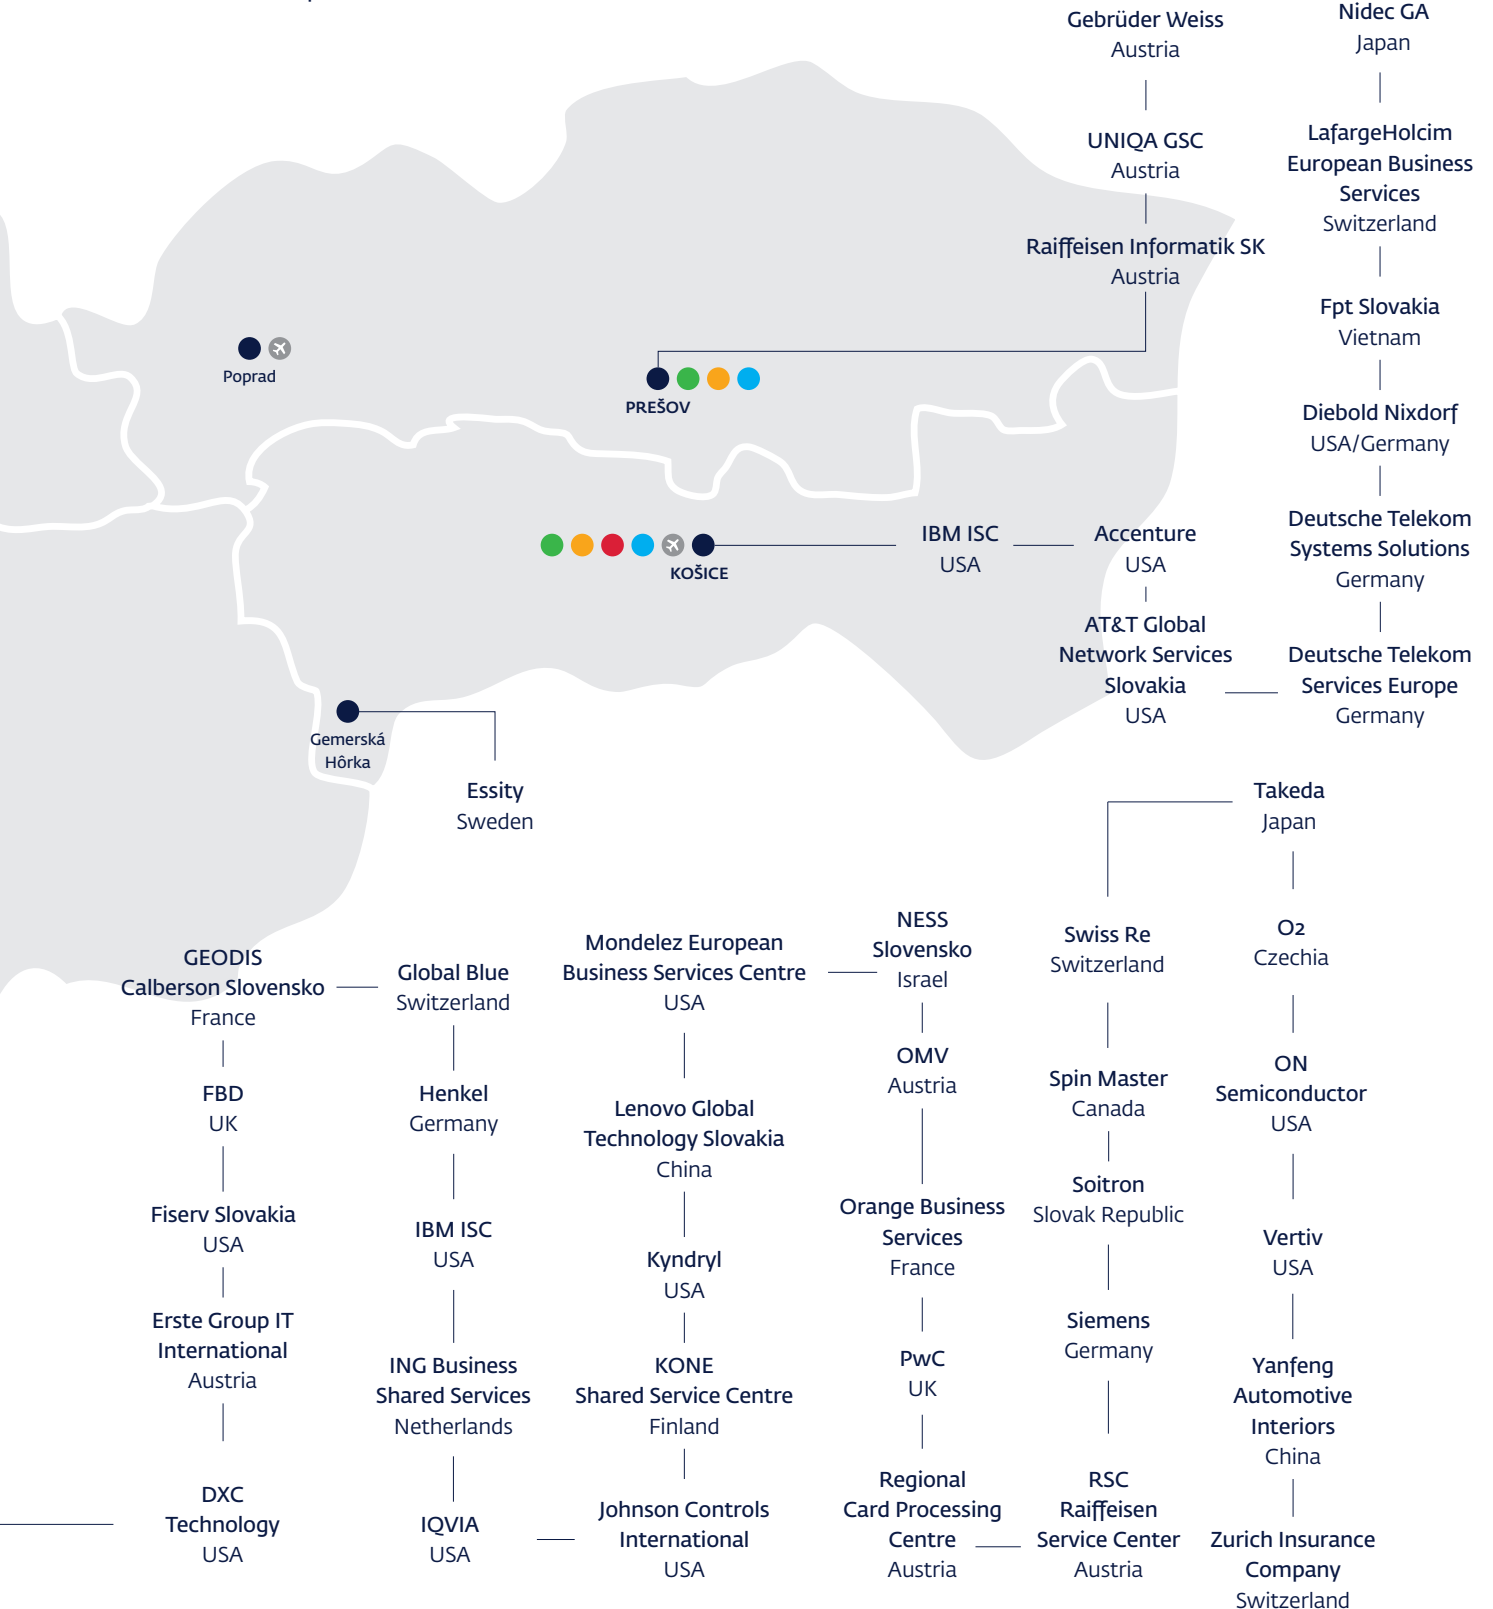 Gebrüder Weiss
Austria
UNIQA GSC
Austria
Raiffeisen Informatik SK
Austria
Nidec GA
Japan
LafargeHolcim
European Business
Services
Switzerland
Fpt Slovakia
Vietnam
Diebold Nixdorf
USA/Germany
Deutsche Telekom
Systems Solutions
Germany
Deutsche Telekom
Services Europe
Germany
Poprad
PREŠOV
KOŠICE
IBM ISC
USA
Accenture
USA
AT&T Global
Network Services
Slovakia
USA
Gemerská
Hôrka
Essity
Sweden
GEODIS
Calberson Slovensko
France
FBD
UK
Fiserv Slovakia
USA
Erste Group IT
International
Austria
DXC
Technology
USA
Global Blue
Switzerland
Henkel
Germany
IBM ISC
USA
ING Business
Shared Services
Netherlands
IQVIA
USA
Mondelez European
Business Services Centre
USA
Lenovo Global
Technology Slovakia
China
Kyndryl
USA
KONE
Shared Service Centre
Finland
Johnson Controls
International
USA
NESS
Slovensko
Israel
OMV
Austria
Orange Business
Services
France
PwC
UK
Regional
Card Processing
Centre
Austria
Takeda
Japan
Swiss Re
Switzerland
Spin Master
Canada
Soitron
Slovak Republic
Siemens
Germany
RSC
Raiffeisen
Service Center
Austria
O2
Czechia
ON
Semiconductor
USA
Vertiv
USA
Yanfeng
Automotive
Interiors
China
Zurich Insurance
Company
Switzerland